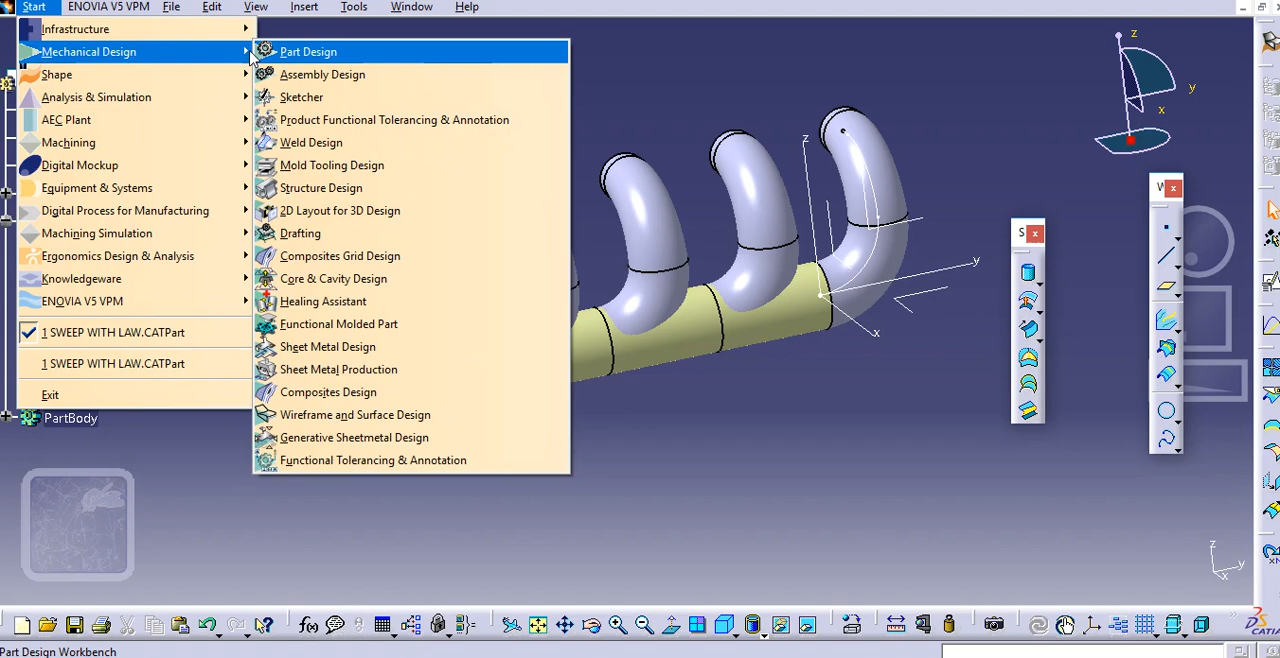 Start ENOVIA V5 VPM File Edit View Insert Tools Window Help
Infrastructure
Mechanical Design
Shape
Analysis & Simulation
AEC Plant
Machining
Digital Mockup
Equipment & Systems
Digital Process for Manufacturing
Machining Simulation
Ergonomics Design & Analysis
Knowledgeware
ENOVIA V5 VPM
1 SWEEP WITH LAW.CATPart
1 SWEEP WITH LAW.CATPart
Exit
Part Design
Assembly Design
Sketcher
Product Functional Tolerancing & Annotation
Weld Design
Mold Tooling Design
Structure Design
2D Layout for 3D Design
Drafting
Composites Grid Design
Core & Cavity Design
Healing Assistant
Functional Molded Part
Sheet Metal Design
Sheet Metal Production
Composites Design
Wireframe and Surface Design
Generative Sheetmetal Design
Functional Tolerancing & Annotation
PartBody
z
y
x
z
y
x
S
W
z
y
x
f(x)
CATIA
Part Design Workbench